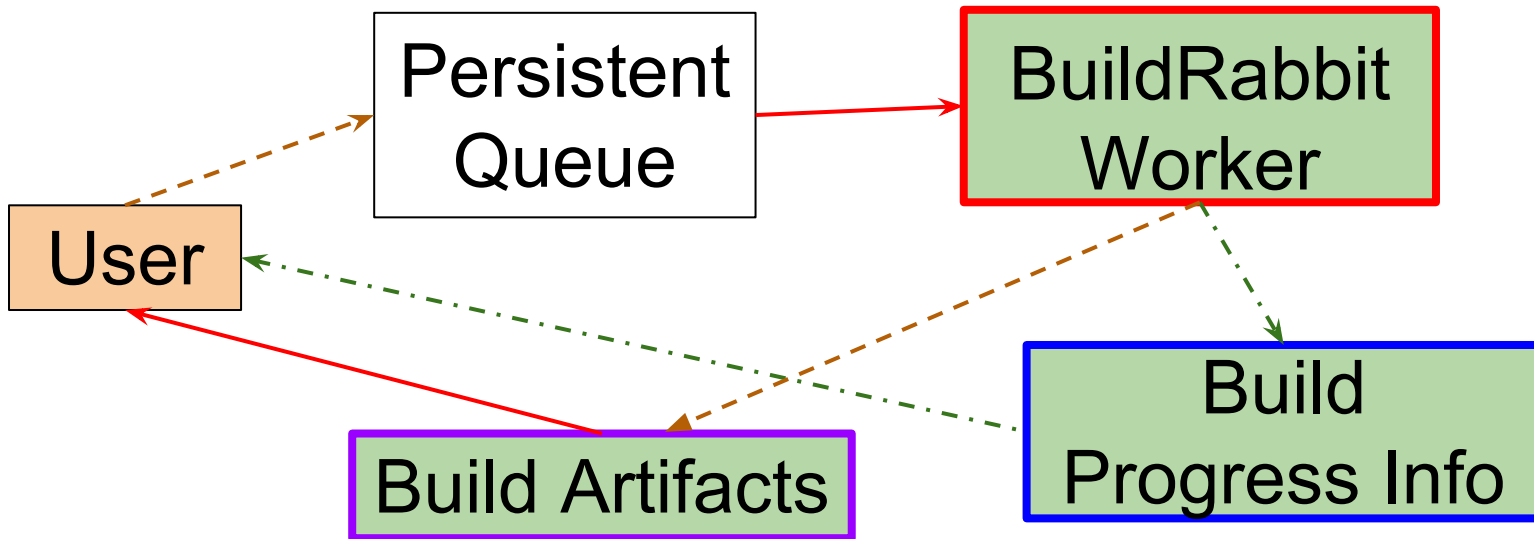 Persistent
Queue
BuildRabbit
Worker
User
Build
Progress Info
Build Artifacts